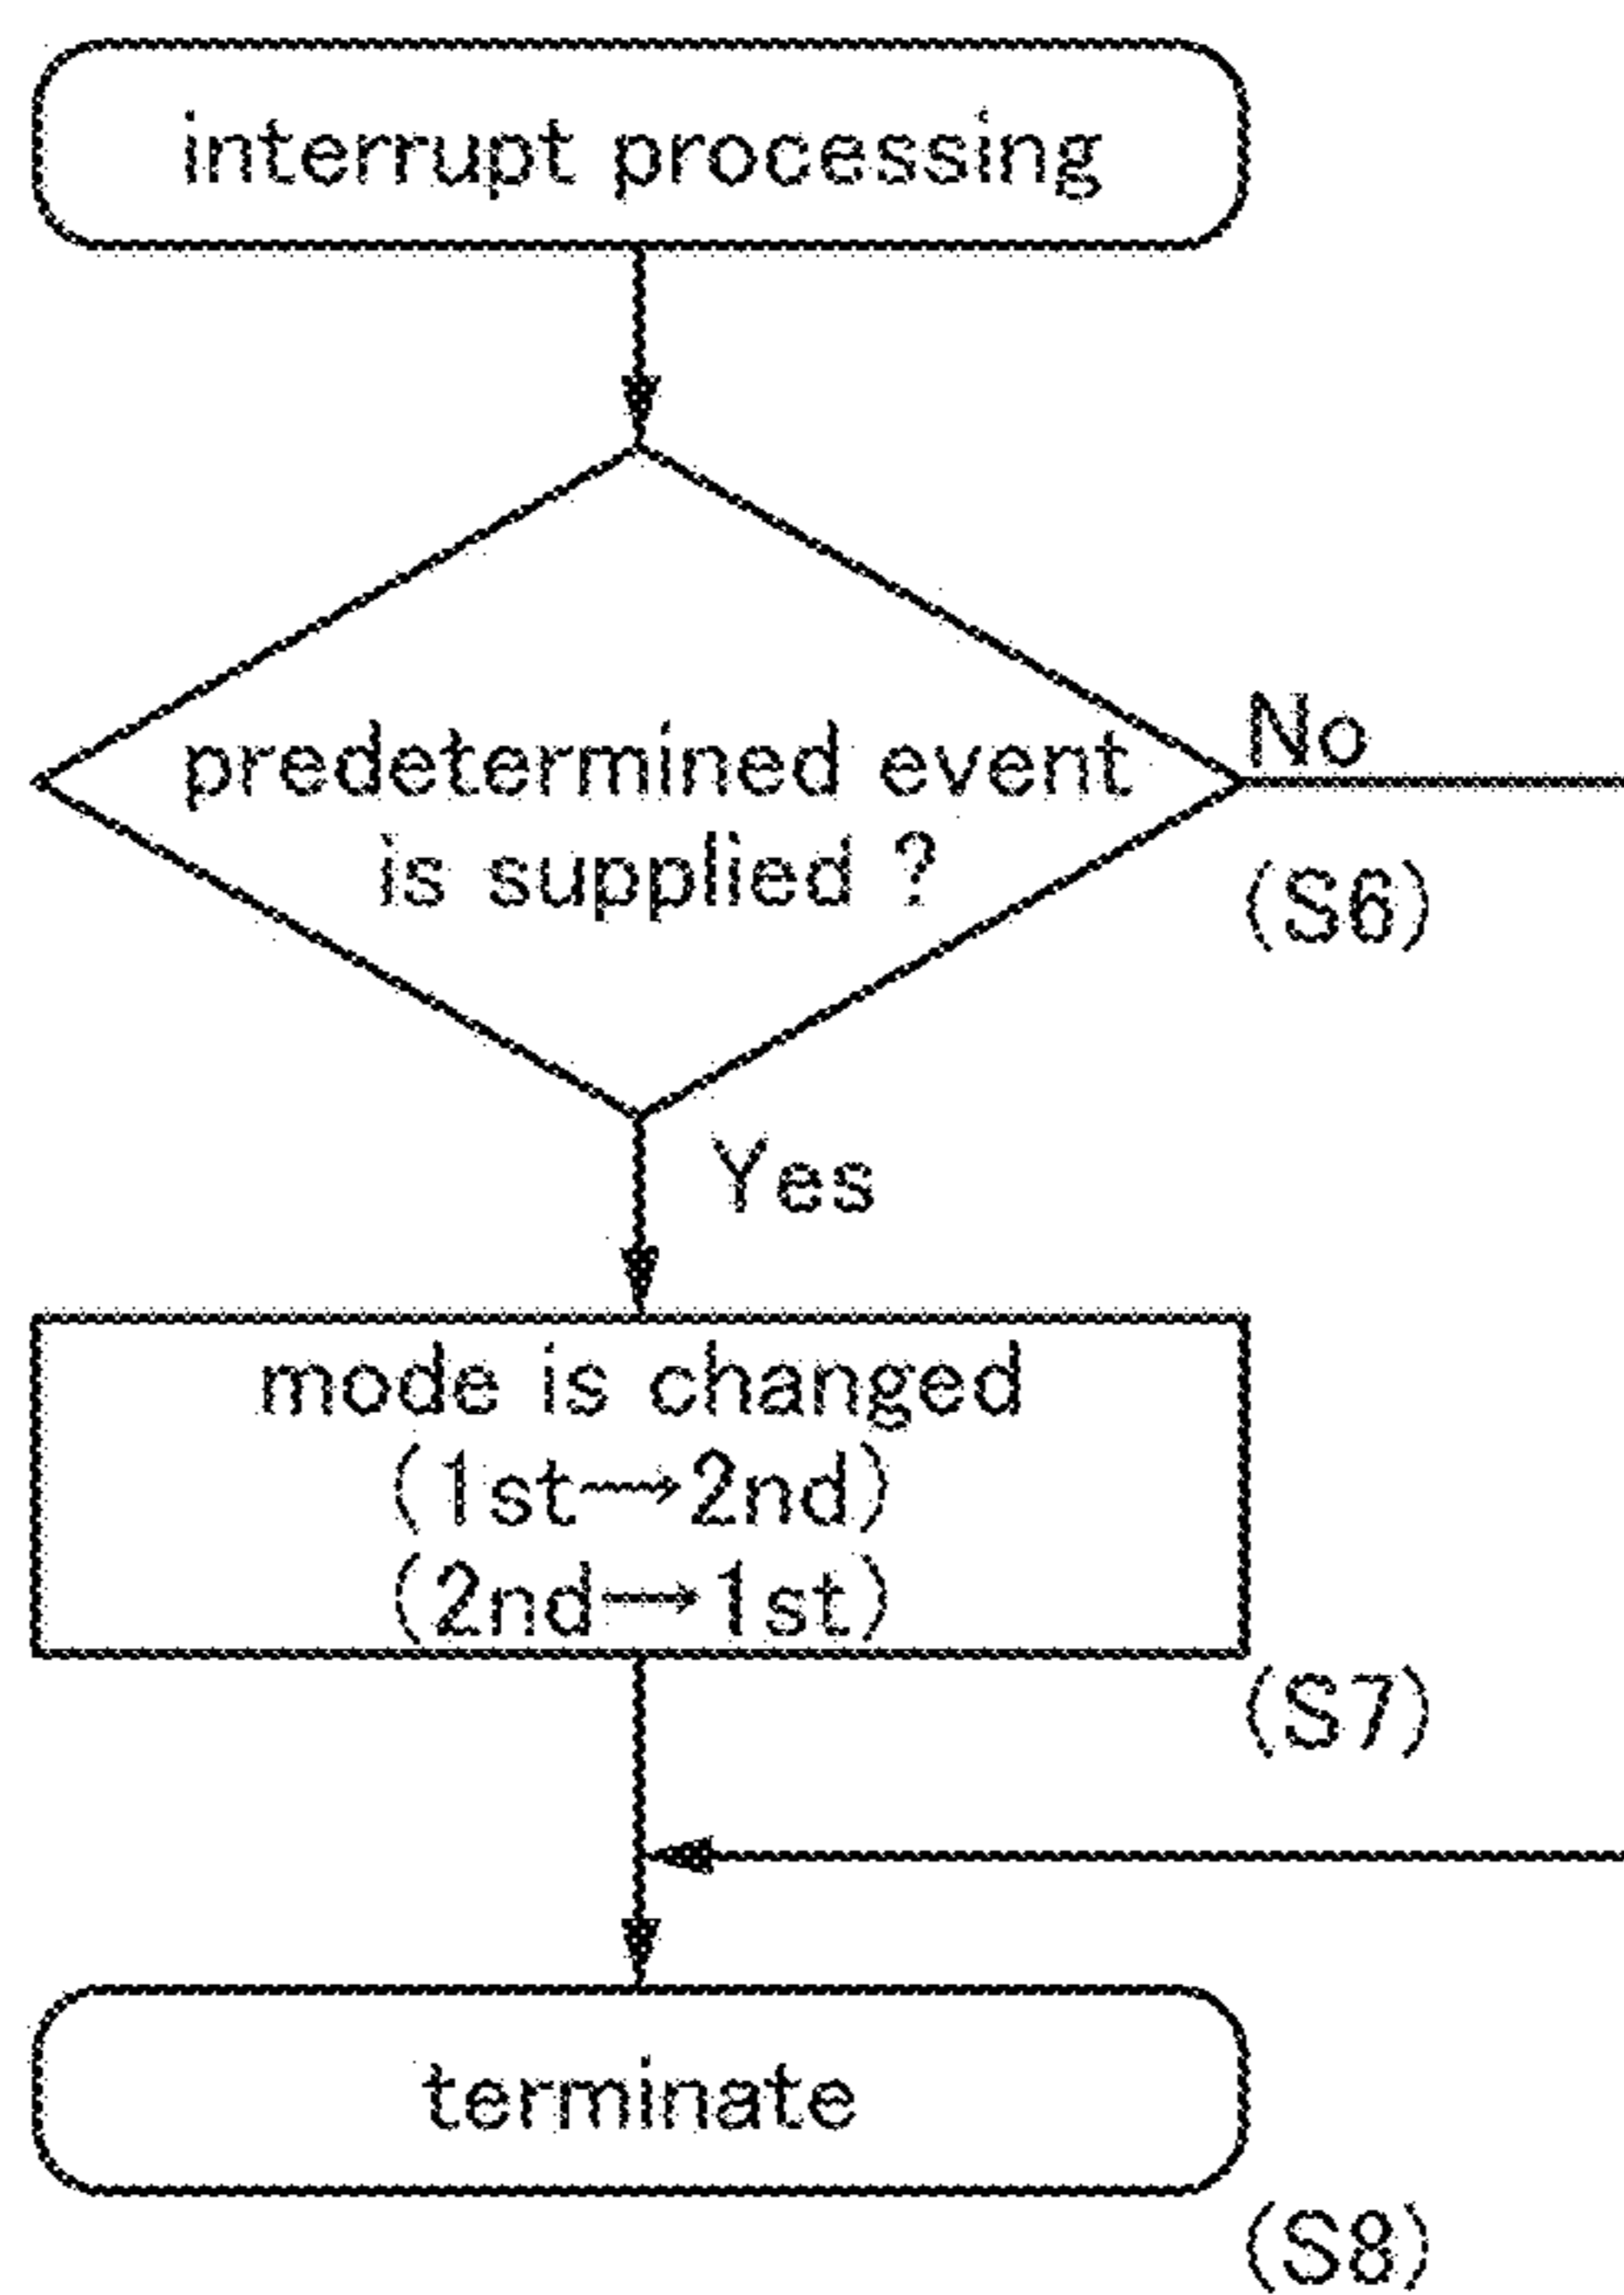 interrupt processing
predetermined event
is supplied ?
No
(S6)
Yes
mode is changed
(1st→2nd)
(2nd→1st)
(S7)
terminate
(S8)